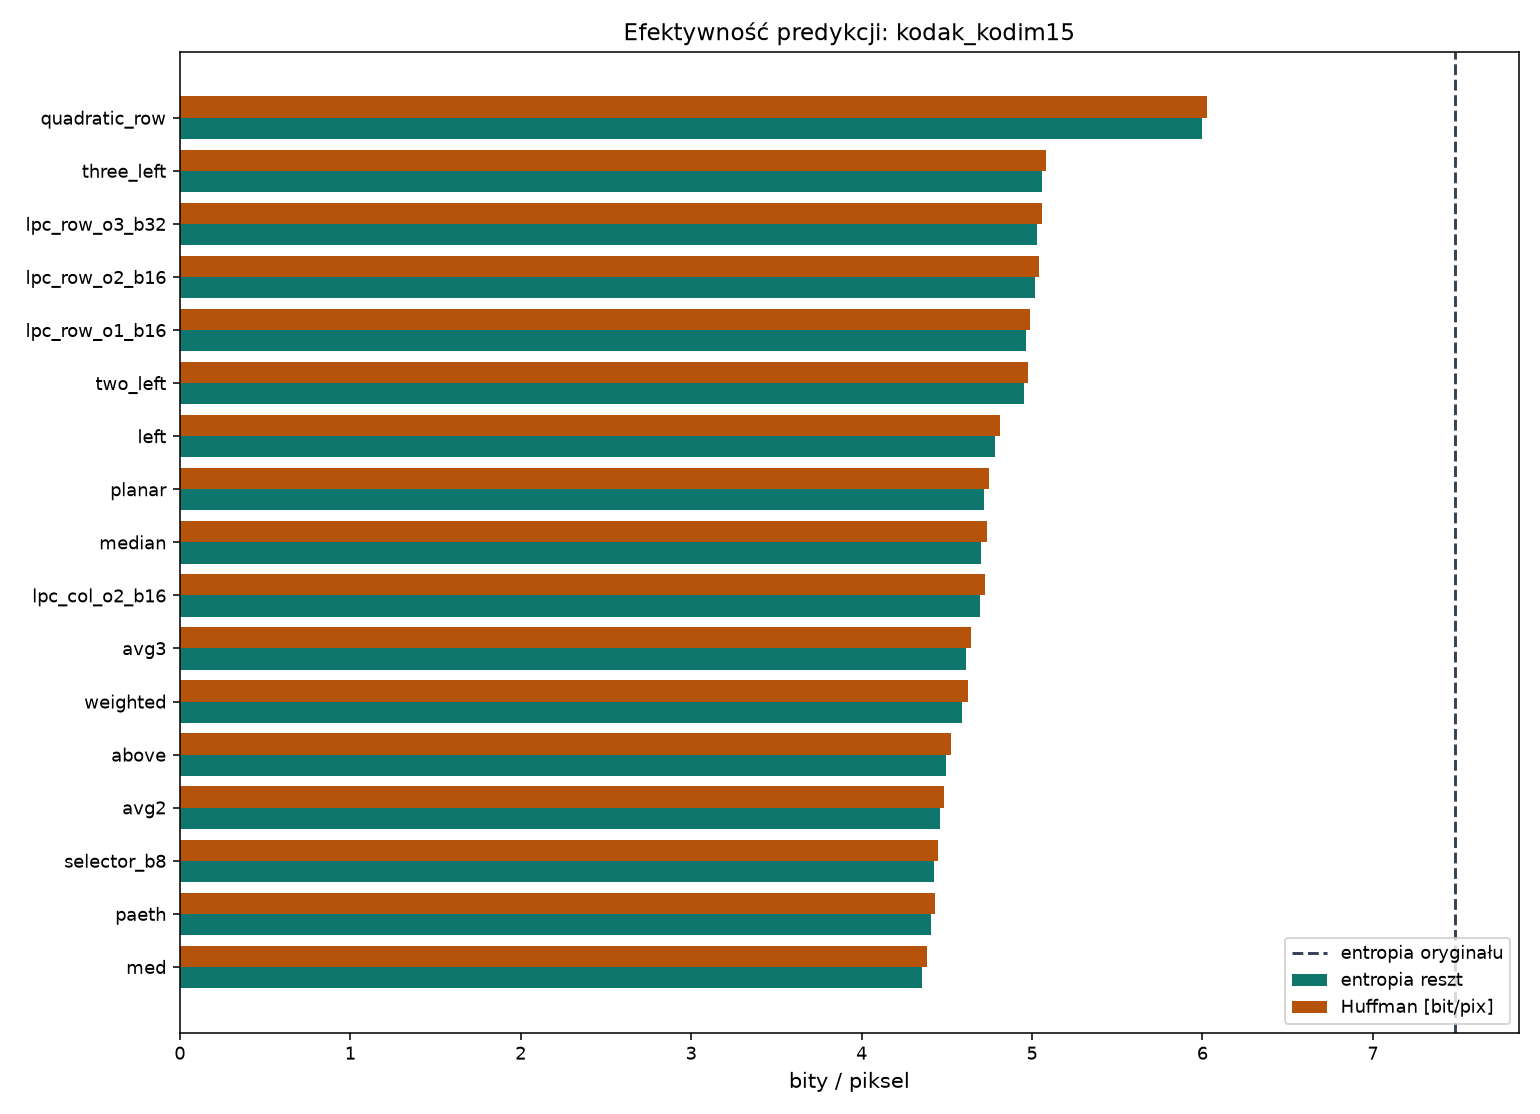 Efektywność predykcji: kodak_kodim15
quadratic_row
three_left
lpc_row_o3_b32
lpc_row_o2_b16
lpc_row_o1_b16
two_left
left
planar
median
lpc_col_o2_b16
avg3
weighted
above
avg2
selector_b8
paeth
med
entropia oryginału
entropia reszt
Huffman [bit/pix]
0 1 2 3 4 5 6 7
bity / piksel